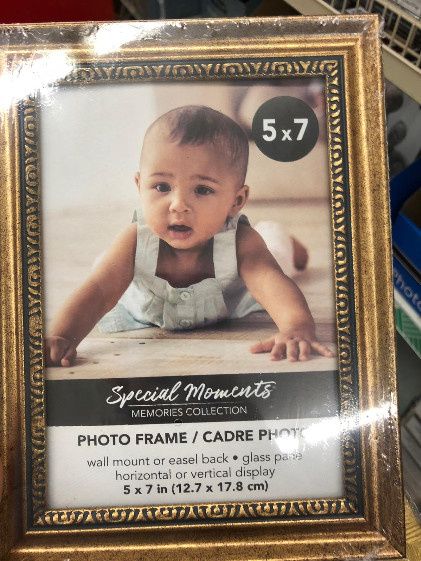 5 x 7
Special Moments
MEMORIES COLLECTION
PHOTO FRAME / CADRE PHOTO
wall mount or easel back • glass pane
horizontal or vertical display
5 x 7 in (12.7 x 17.8 cm)